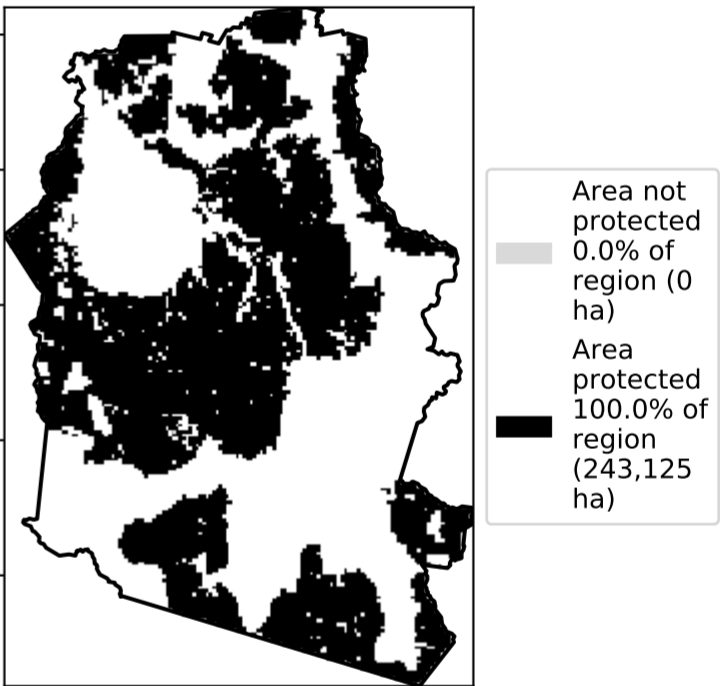 Area not
protected
0.0% of
region (0
ha)
Area
protected
100.0% of
region
(243,125
ha)